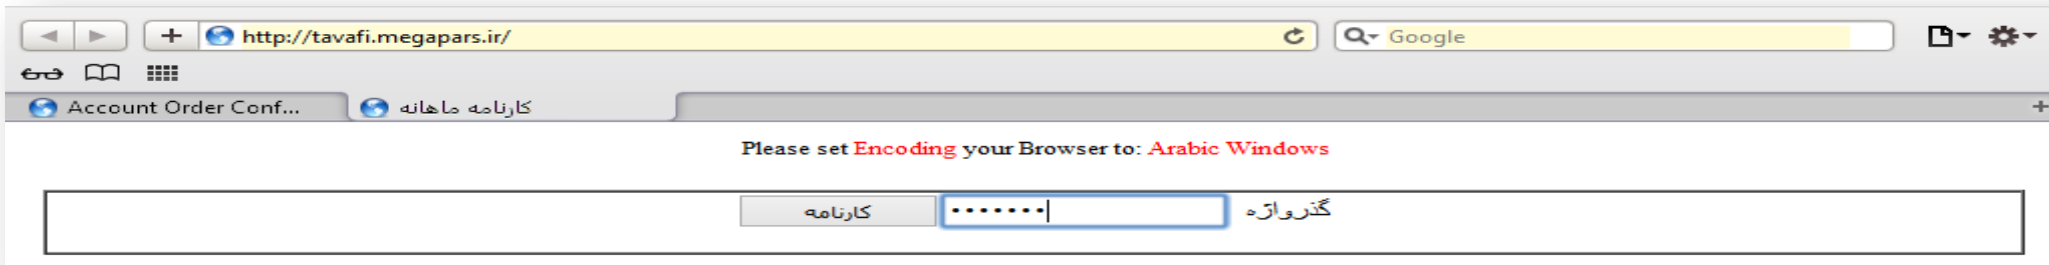 http://tavafi.megapars.ir/
Google
Account Order Conf...
کارنامه ماهانه
Please set Encoding your Browser to: Arabic Windows
گذرواژه
کارنامه